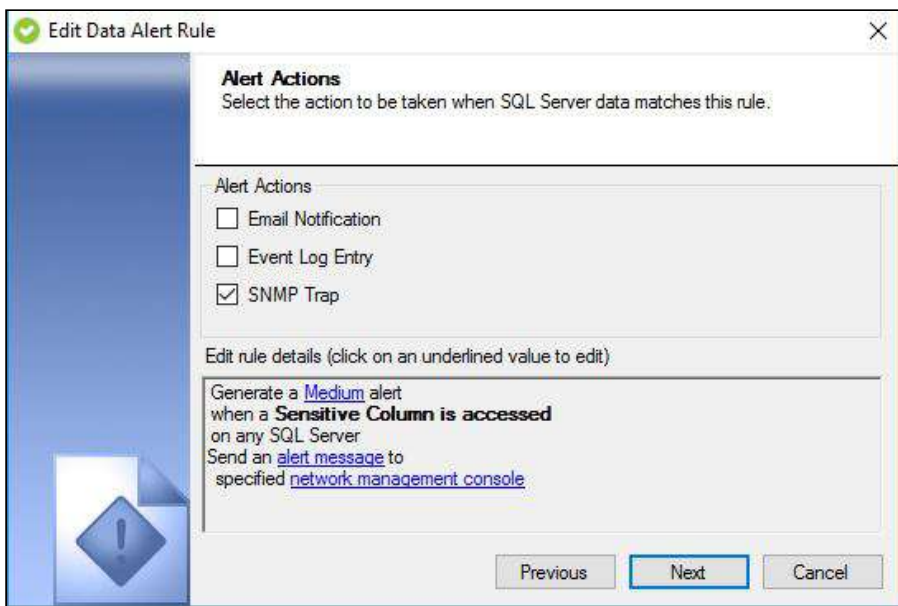 Edit Data Alert Rule
Alert Actions
Select the action to be taken when SQL Server data matches this rule.
Alert Actions
Email Notification
Event Log Entry
SNMP Trap
Edit rule details (click on an underlined value to edit)
Generate a Medium alert
when a Sensitive Column is accessed
on any SQL Server
Send an alert message to
specified network management console
Previous
Next
Cancel